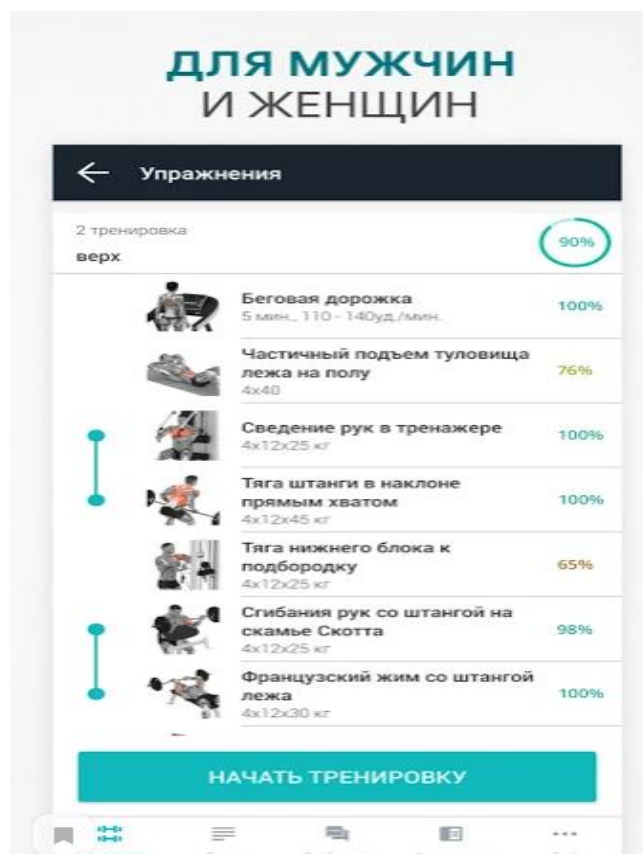 ДЛЯ МУЖЧИН
И ЖЕНЩИН
Упражнения
2 тренировка
верх
90%
Беговая дорожка
5 мин., 110 - 140уд./мин.
100%
Частичный подъем туловища
лежа на полу
4x40
76%
Сведение рук в тренажере
4x12x25 кг
100%
Тяга штанги в наклоне
прямым хватом
4x12x45 кг
100%
Тяга нижнего блока к
подбородку
4x12x25 кг
65%
Сгибания рук со штангой на
скамье Скотта
4x12x25 кг
98%
Французский жим со штангой
лежа
4x12x30 кг
100%
НАЧАТЬ ТРЕНИРОВКУ